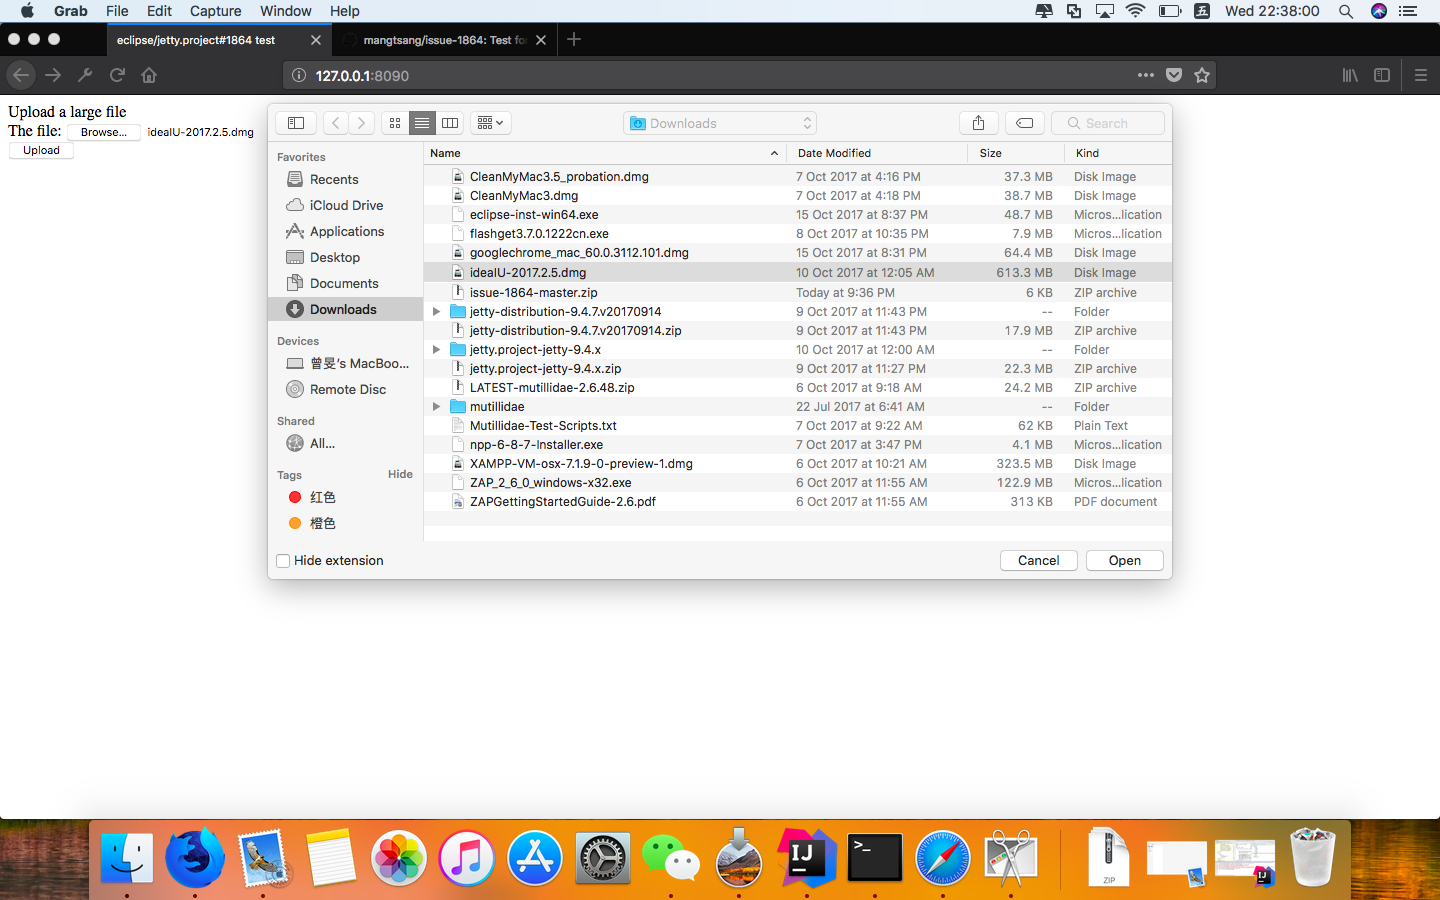 Grab File Edit Capture Window Help 五 Wed 22:38:00
eclipse/jetty.project#1864 test mangtsang/issue-1864: Test fo
127.0.0.1:8090
Upload a large file
The file: Browse... ideaIU-2017.2.5.dmg
Upload
Downloads Search
Favorites
Recents
iCloud Drive
Applications
Desktop
Documents
Downloads
Devices
曾旻's MacBoo...
Remote Disc
Shared
All...
Tags Hide
红色
橙色
Name Date Modified Size Kind
CleanMyMac3.5_probation.dmg 7 Oct 2017 at 4:16 PM 37.3 MB Disk Image
CleanMyMac3.dmg 7 Oct 2017 at 4:18 PM 38.7 MB Disk Image
eclipse-inst-win64.exe 15 Oct 2017 at 8:37 PM 48.7 MB Micros...lication
flashget3.7.0.1222cn.exe 8 Oct 2017 at 10:35 PM 7.9 MB Micros...lication
googlechrome_mac_60.0.3112.101.dmg 15 Oct 2017 at 8:31 PM 64.4 MB Disk Image
ideaIU-2017.2.5.dmg 10 Oct 2017 at 12:05 AM 613.3 MB Disk Image
issue-1864-master.zip Today at 9:36 PM 6 KB ZIP archive
jetty-distribution-9.4.7.v20170914 9 Oct 2017 at 11:43 PM -- Folder
jetty-distribution-9.4.7.v20170914.zip 9 Oct 2017 at 11:43 PM 17.9 MB ZIP archive
jetty.project-jetty-9.4.x 10 Oct 2017 at 12:00 AM -- Folder
jetty.project-jetty-9.4.x.zip 9 Oct 2017 at 11:27 PM 22.3 MB ZIP archive
LATEST-mutillidae-2.6.48.zip 6 Oct 2017 at 9:18 AM 24.2 MB ZIP archive
mutillidae 22 Jul 2017 at 6:41 AM -- Folder
Mutillidae-Test-Scripts.txt 7 Oct 2017 at 9:22 AM 62 KB Plain Text
npp-6-8-7-Installer.exe 7 Oct 2017 at 3:47 PM 4.1 MB Micros...lication
XAMPP-VM-osx-7.1.9-0-preview-1.dmg 6 Oct 2017 at 10:21 AM 323.5 MB Disk Image
ZAP_2_6_0_windows-x32.exe 6 Oct 2017 at 11:55 AM 122.9 MB Micros...lication
ZAPGettingStartedGuide-2.6.pdf 6 Oct 2017 at 11:55 AM 313 KB PDF document
Hide extension Cancel Open
IJ >_ ZIP IJ